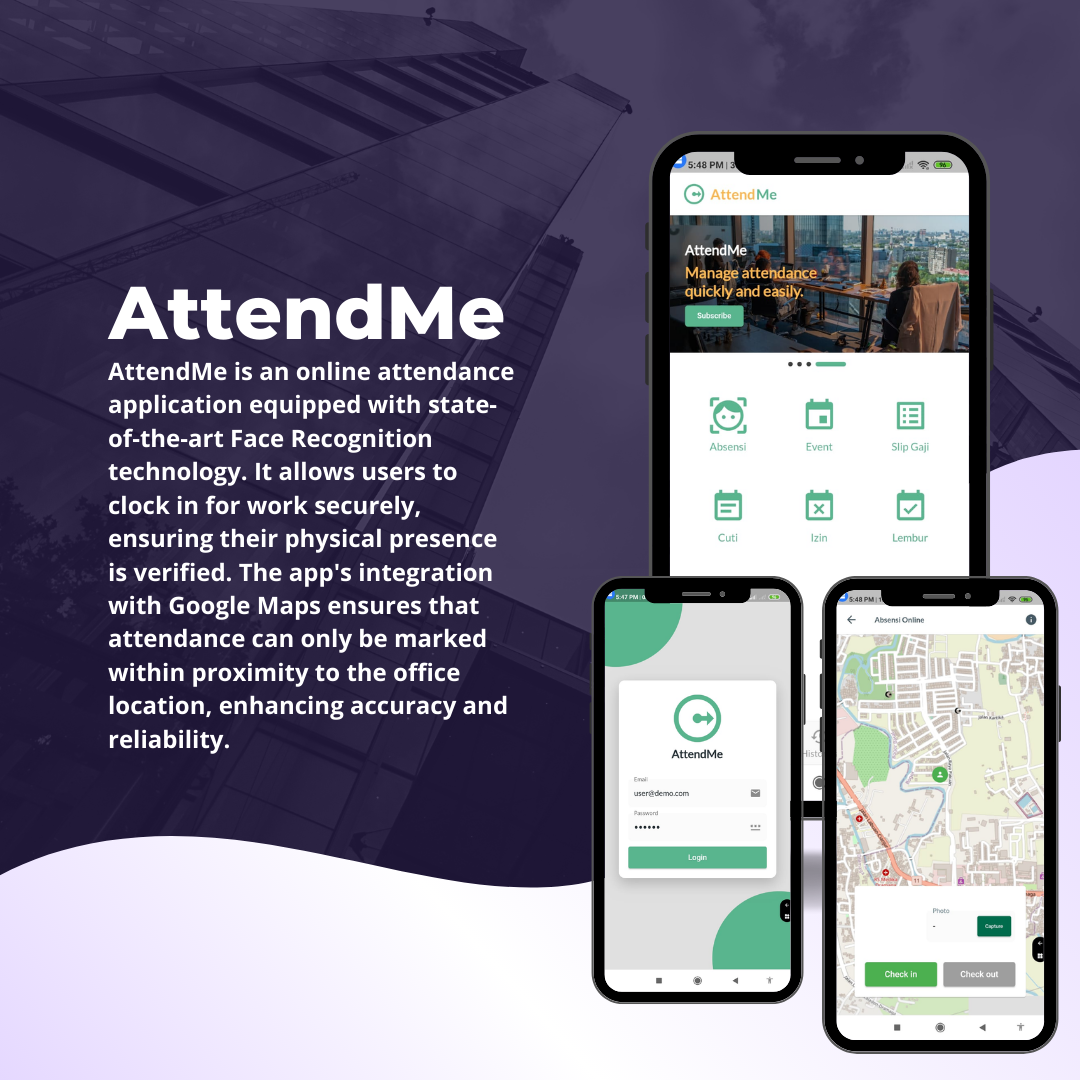 AttendMe
AttendMe is an online attendance
application equipped with state-
of-the-art Face Recognition
technology. It allows users to
clock in for work securely,
ensuring their physical presence
is verified. The app's integration
with Google Maps ensures that
attendance can only be marked
within proximity to the office
location, enhancing accuracy and
reliability.
5:48 PM | 3
96
AttendMe
AttendMe
Manage attendance
quickly and easily.
Subscribe
Absensi
Event
Slip Gaji
Cuti
Izin
Lembur
5:47 PM
96
AttendMe
Email
user@demo.com
Password
••••••
Login
5:48 PM | 1
96
Absensi Online
11
Photo
-
Capture
Check in
Check out